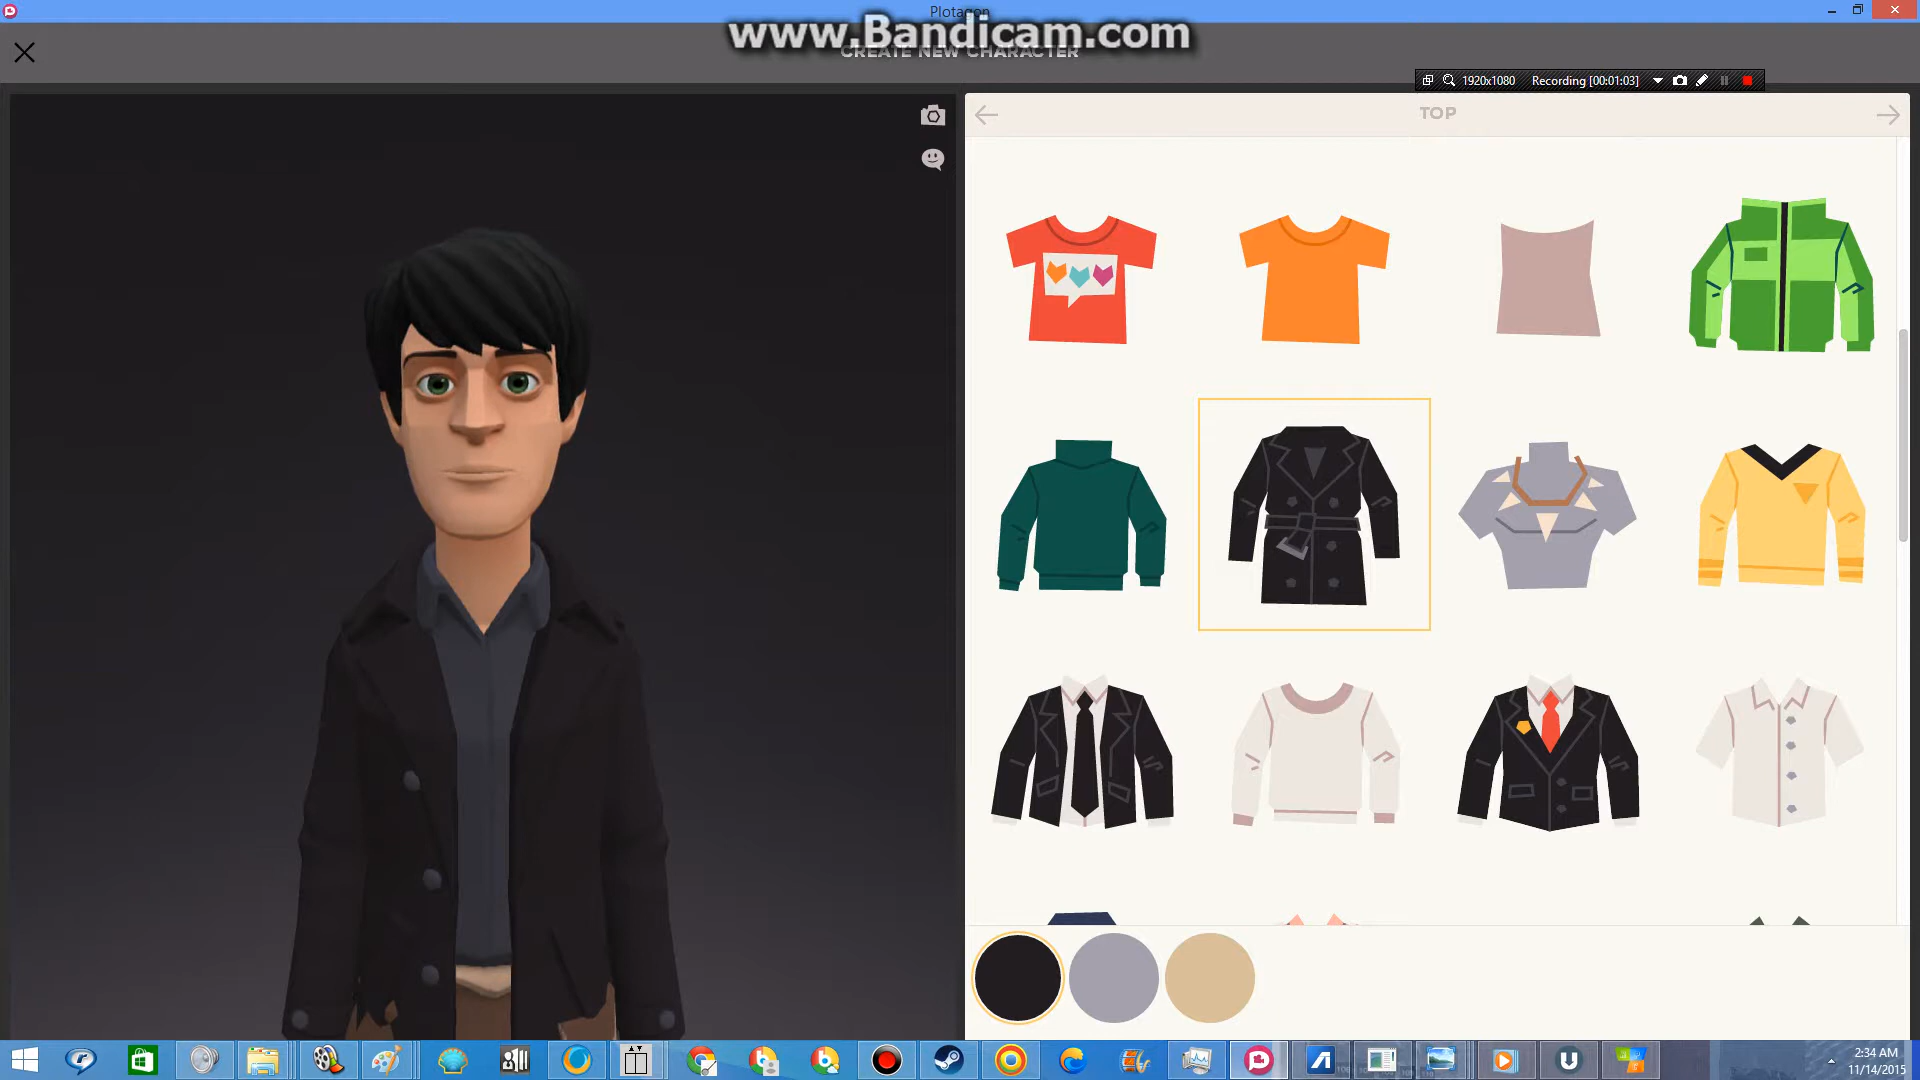 Plotagon
www.Bandicam.com
CREATE NEW CHARACTER
1920x1080 Recording [00:01:03]
TOP
2:34 AM
11/14/2015